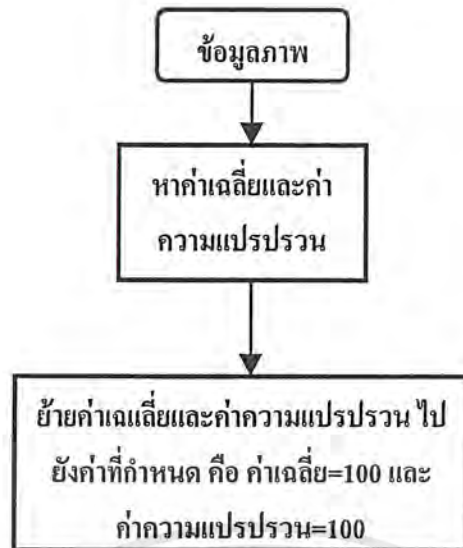 ข้อมูลภาพ
หาค่าเฉลี่ยและค่า
ความแปรปรวน
ย้ายค่าเฉแลี่ยและค่าความแปรปรวน ไป
ยังค่าที่กำหนด คือ ค่าเฉลี่ย=100 และ
ค่าความแปรปรวน=100